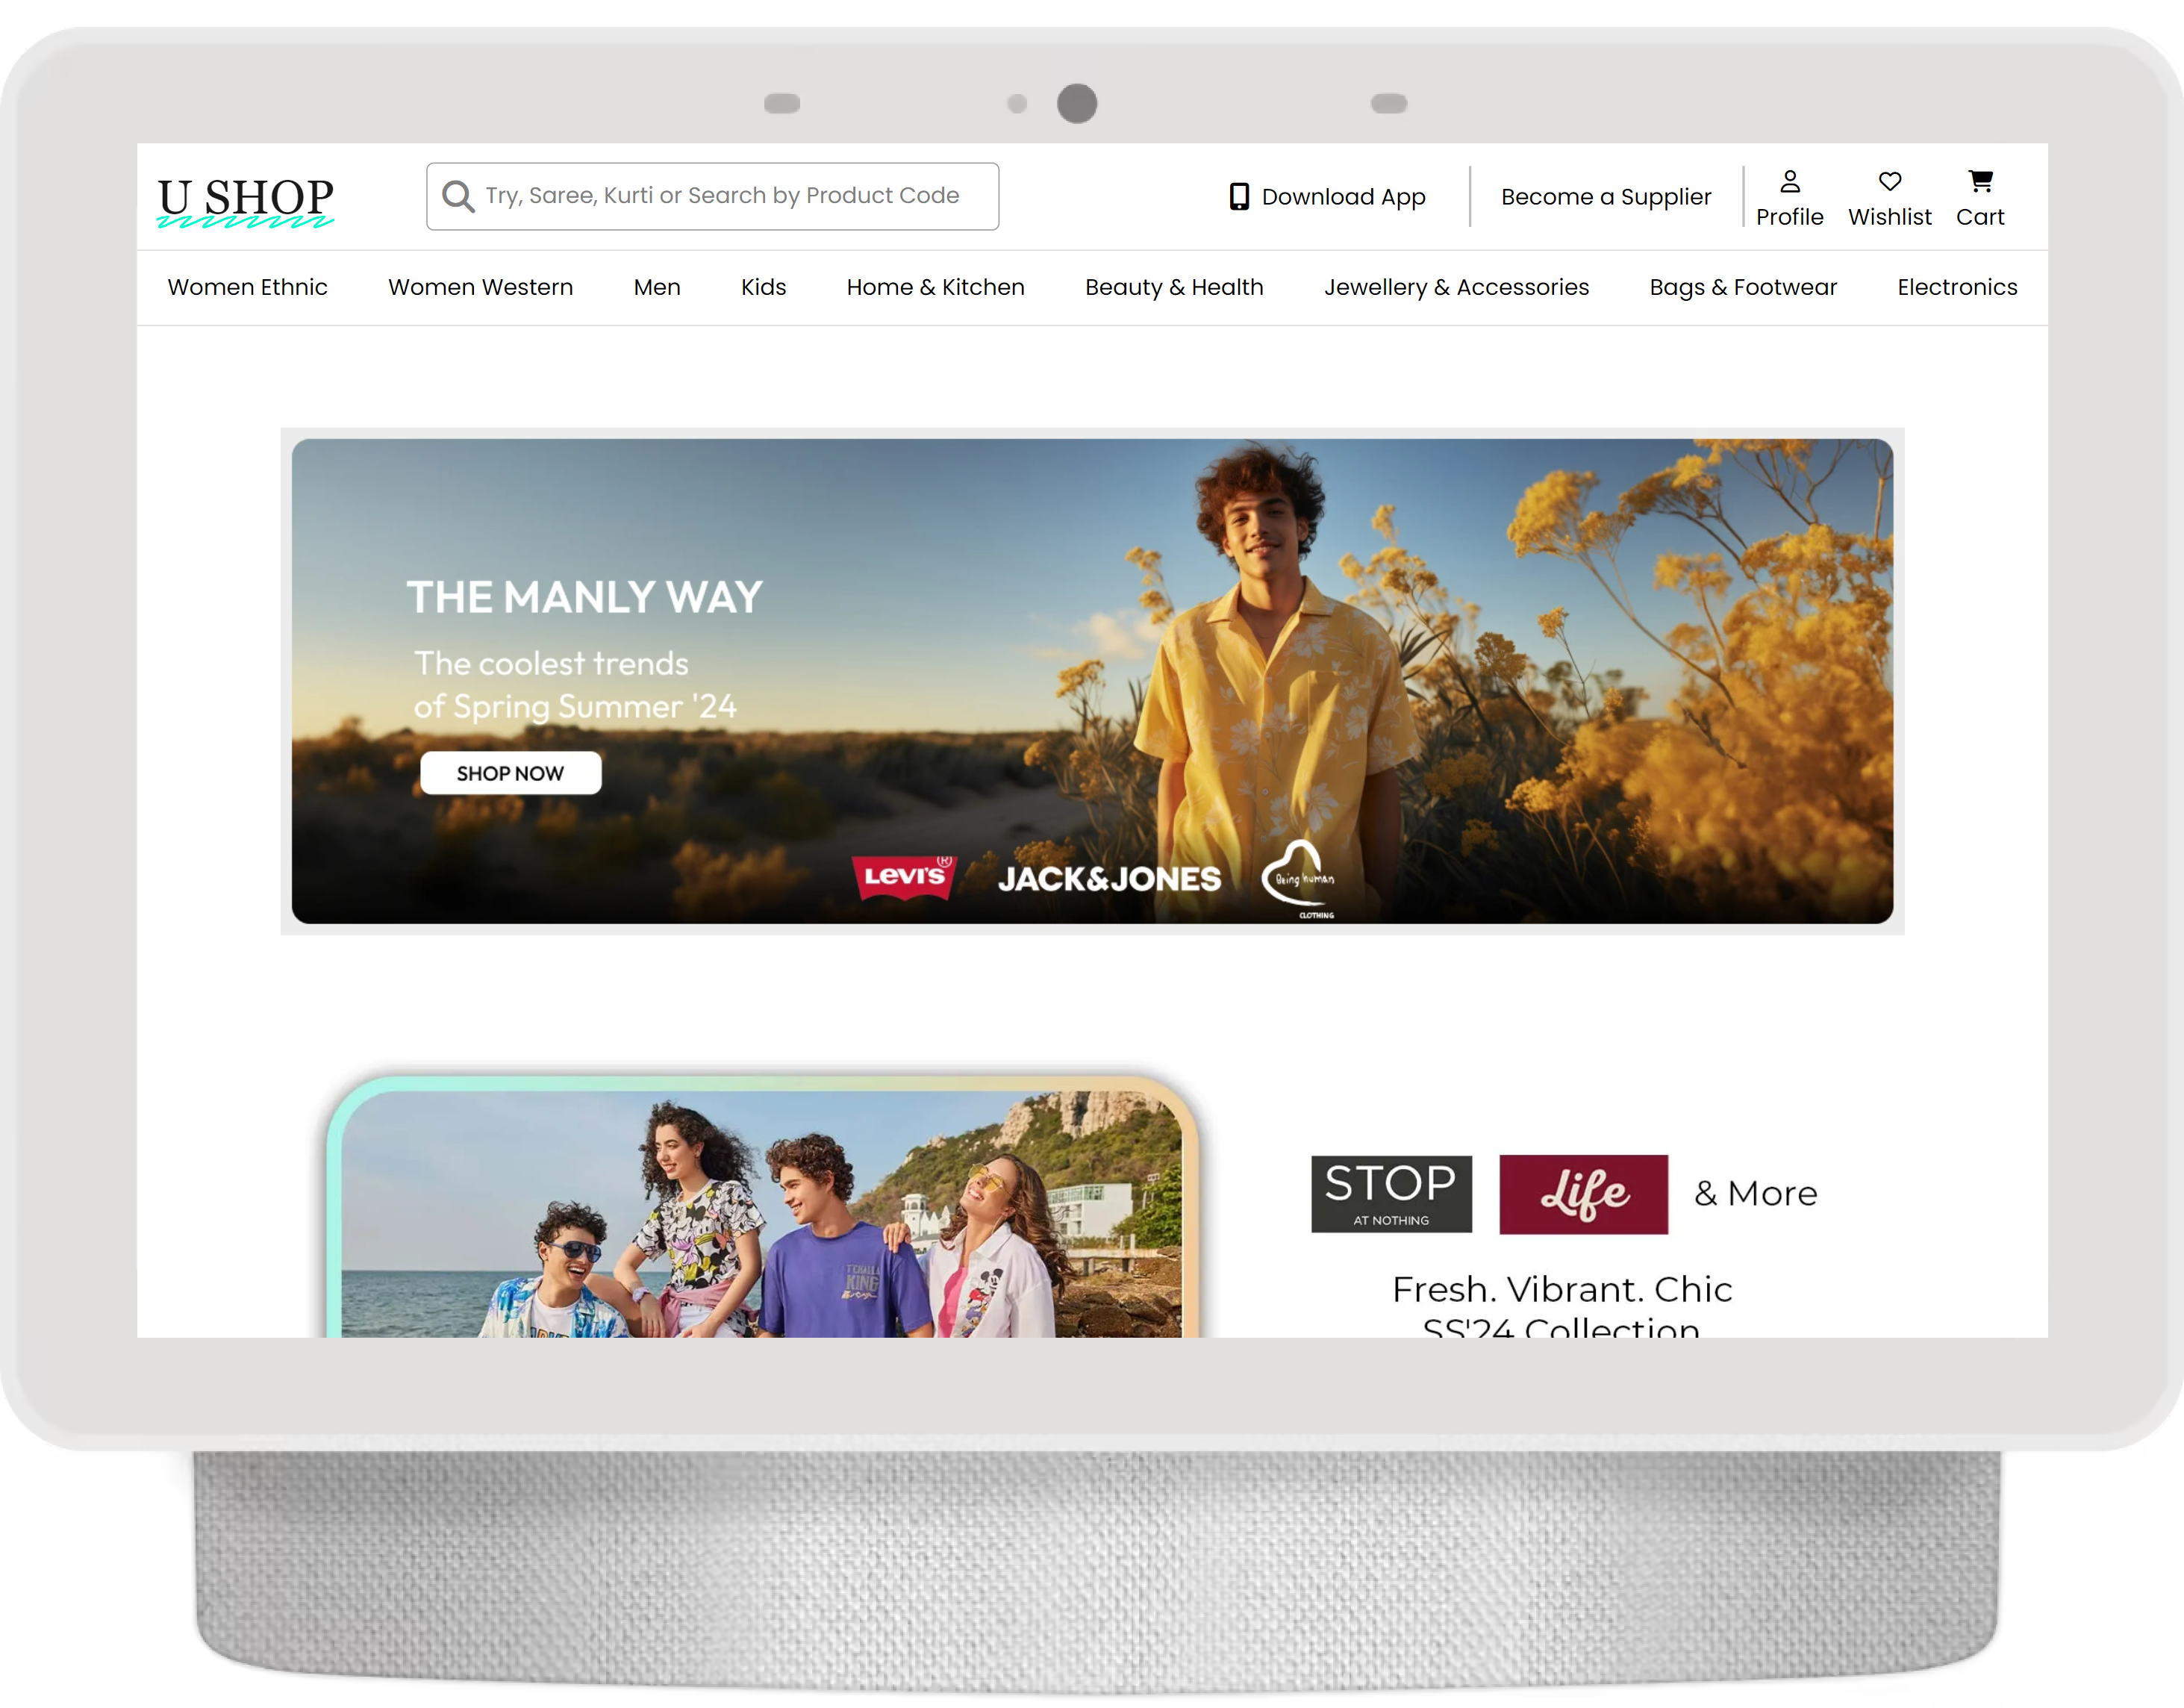 U SHOP
Try, Saree, Kurti or Search by Product Code
Download App
Become a Supplier
Profile
Wishlist
Cart
Women Ethnic
Women Western
Men
Kids
Home & Kitchen
Beauty & Health
Jewellery & Accessories
Bags & Footwear
Electronics
THE MANLY WAY
The coolest trends
of Spring Summer '24
SHOP NOW
LEVI'S ®
JACK&JONES
Being human
CLOTHING
T'CHALLA
KING
STOP
AT NOTHING
Life
& More
Fresh. Vibrant. Chic
SS'24 Collection